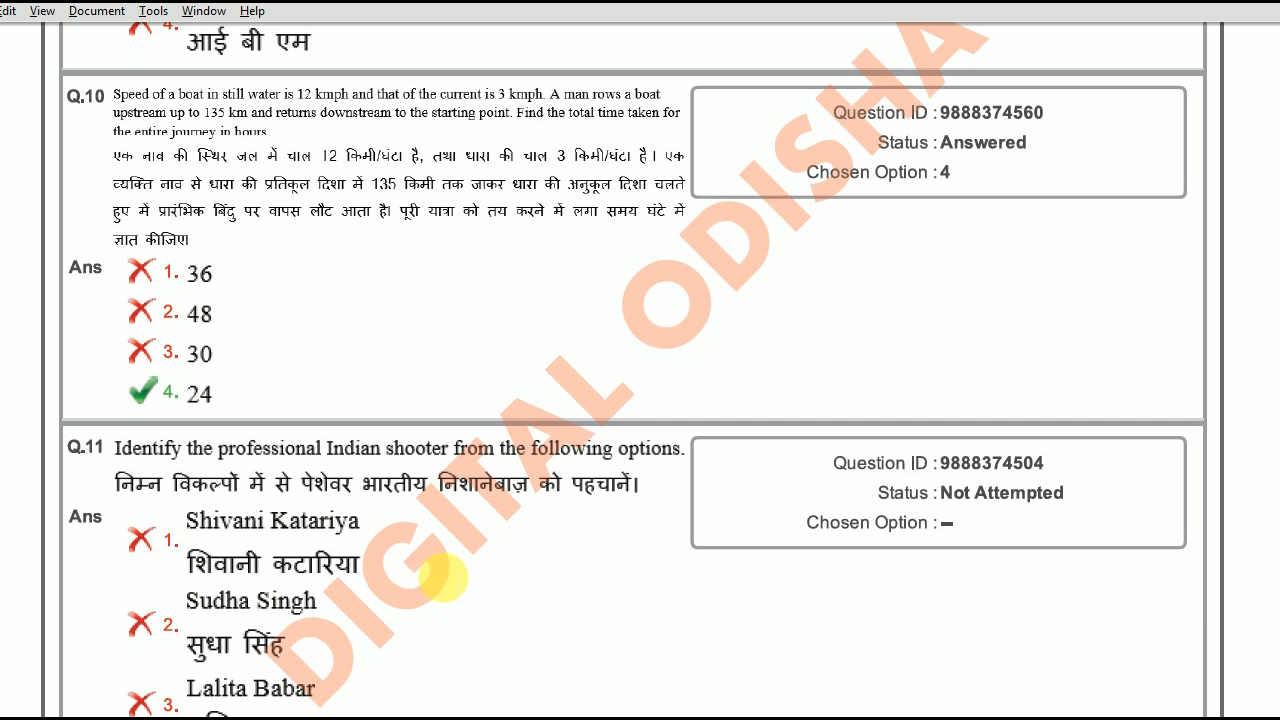 Edit View Document Tools Window Help
4.
आई बी एम
Q.10 Speed of a boat in still water is 12 kmph and that of the current is 3 kmph. A man rows a boat
upstream up to 135 km and returns downstream to the starting point. Find the total time taken for
the entire journey in hours
एक नाव की स्थिर जल में चाल 12 किमी/घंटा है, तथा धारा की चाल 3 किमी/घंटा है। एक
व्यक्ति नाव से धारा की प्रतिकूल दिशा में 135 किमी तक जाकर धारा की अनुकूल दिशा चलते
हुए में प्रारंभिक बिंदु पर वापस लौट आता है। पूरी यात्रा को तय करने में लगा समय घंटे में
ज्ञात कीजिए।
Question ID : 9888374560
Status : Answered
Chosen Option : 4
Ans
1. 36
2. 48
3. 30
4. 24
Q.11 Identify the professional Indian shooter from the following options.
निम्न विकल्पों में से पेशेवर भारतीय निशानेबाज़ को पहचानें।
Question ID : 9888374504
Status : Not Attempted
Chosen Option : --
Ans
1. Shivani Katariya
शिवानी कटारिया
2. Sudha Singh
सुधा सिंह
3. Lalita Babar
DIGITAL ODISHA